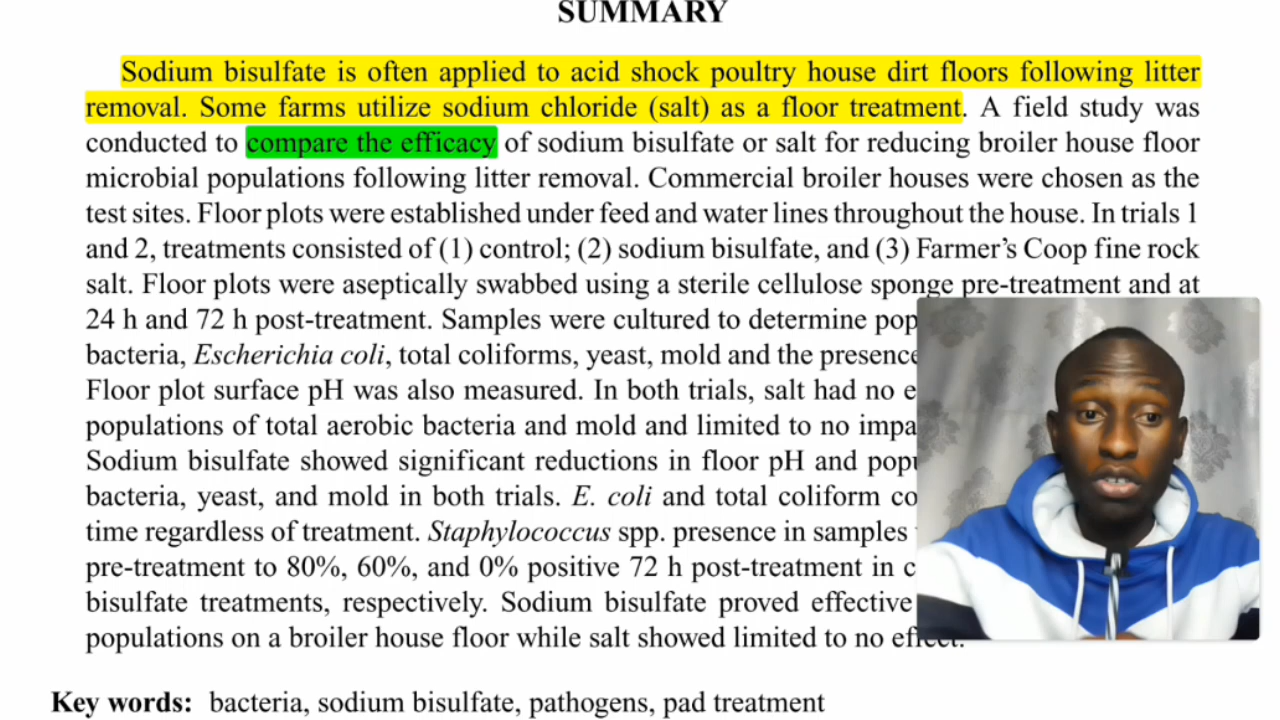 SUMMARY
Sodium bisulfate is often applied to acid shock poultry house dirt floors following litter
removal. Some farms utilize sodium chloride (salt) as a floor treatment. A field study was
conducted to compare the efficacy of sodium bisulfate or salt for reducing broiler house floor
microbial populations following litter removal. Commercial broiler houses were chosen as the
test sites. Floor plots were established under feed and water lines throughout the house. In trials 1
and 2, treatments consisted of (1) control; (2) sodium bisulfate, and (3) Farmer’s Coop fine rock
salt. Floor plots were aseptically swabbed using a sterile cellulose sponge pre-treatment and at
24 h and 72 h post-treatment. Samples were cultured to determine
bacteria, Escherichia coli, total coliforms, yeast, mold and the presence
Floor plot surface pH was also measured. In both trials, salt had no
populations of total aerobic bacteria and mold and limited to no
Sodium bisulfate showed significant reductions in floor pH and
bacteria, yeast, and mold in both trials. E. coli and total coliform
time regardless of treatment. Staphylococcus spp. presence in samples
pre-treatment to 80%, 60%, and 0% positive 72 h post-treatment in
bisulfate treatments, respectively. Sodium bisulfate proved effective
populations on a broiler house floor while salt showed limited to no effect.
Key words: bacteria, sodium bisulfate, pathogens, pad treatment